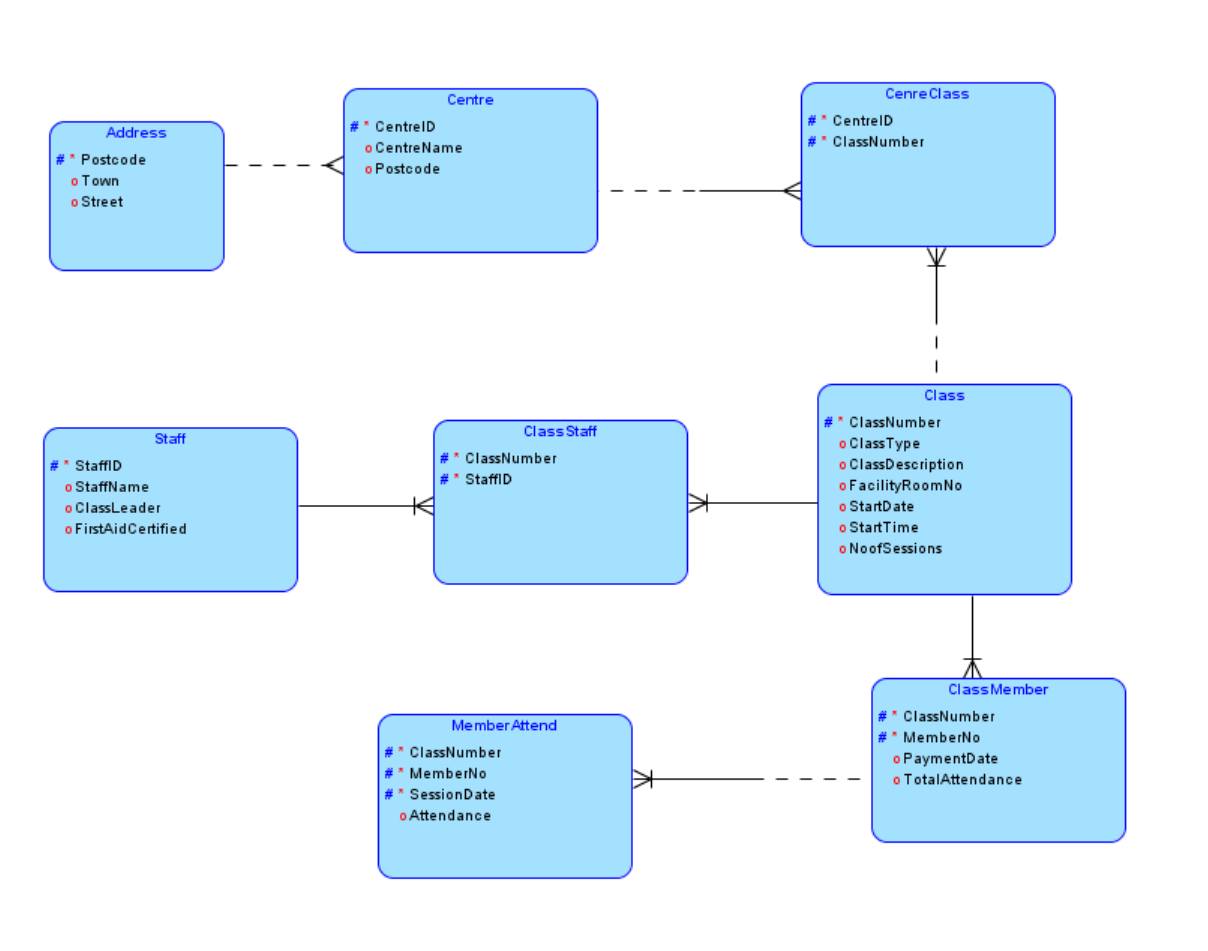 Address
# * Postcode
o Town
o Street
Centre
# * CentreID
o CentreName
o Postcode
CenreClass
# * CentreID
# * ClassNumber
Staff
# * StaffID
o StaffName
o ClassLeader
o FirstAidCertified
ClassStaff
# * ClassNumber
# * StaffID
Class
# * ClassNumber
o ClassType
o ClassDescription
o FacilityRoomNo
o StartDate
o StartTime
o NoofSessions
MemberAttend
# * ClassNumber
# * MemberNo
# * SessionDate
o Attendance
ClassMember
# * ClassNumber
# * MemberNo
o PaymentDate
o TotalAttendance